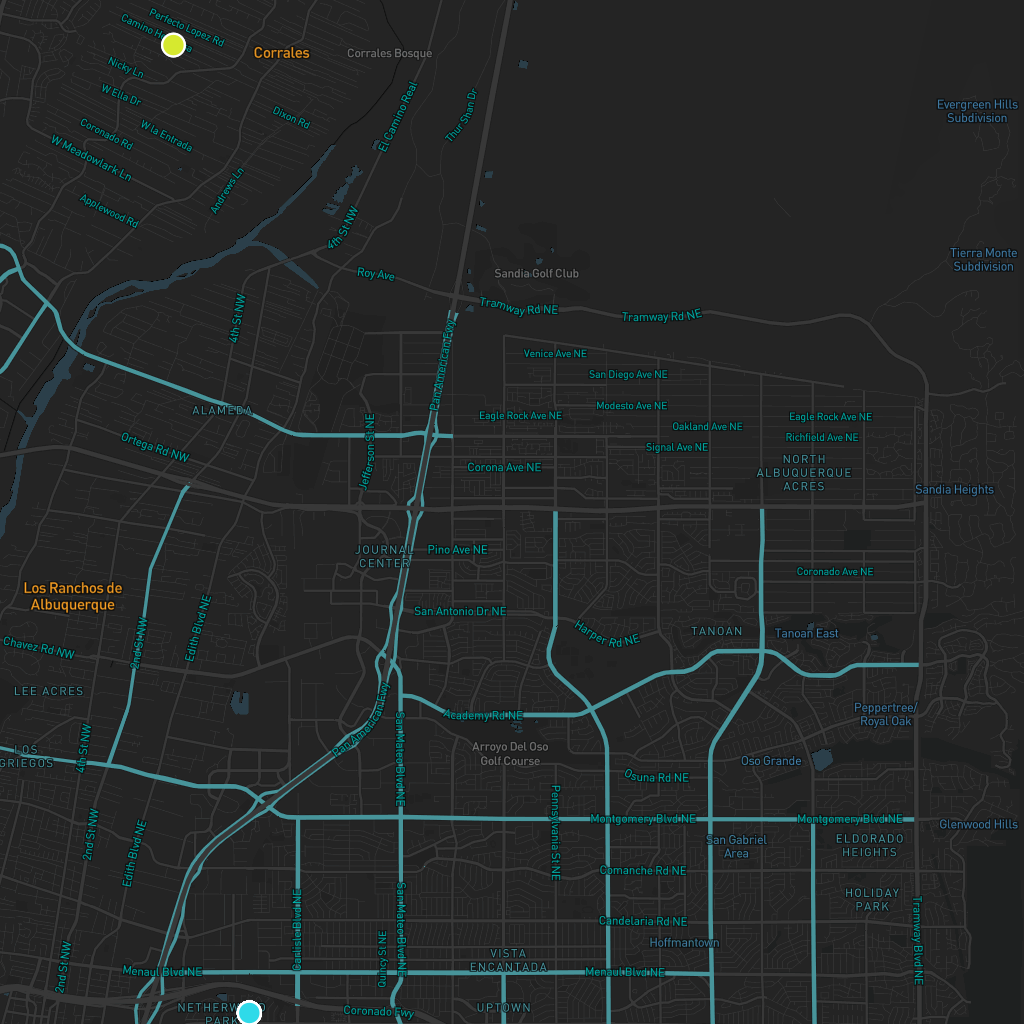 Perfecto Lopez Rd
Corrales
Corrales Bosque
Nicky Ln
W Ella Dr
El Camino Real
Thur Shan Dr
Evergreen Hills
Subdivision
Dixon Rd
Coronado Rd
W la Entrada
W Meadowlark Ln
Andrews Ln
Applewood Rd
4th St NW
Tierra Monte
Subdivision
Roy Ave
Sandia Golf Club
4th St NW
Tramway Rd NE
Tramway Rd NE
Pan American Fwy
Venice Ave NE
San Diego Ave NE
ALAMEDA
Modesto Ave NE
Eagle Rock Ave NE
Eagle Rock Ave NE
Oakland Ave NE
Richfield Ave NE
Ortega Rd NW
Jefferson St NE
Signal Ave NE
Corona Ave NE
NORTH
ALBUQUERQUE
ACRES
Sandia Heights
JOURNAL
CENTER
Pino Ave NE
Coronado Ave NE
Los Ranchos de
Albuquerque
San Antonio Dr NE
Edith Blvd NE
2nd St NW
Harper Rd NE
TANOAN
Tanoan East
Chavez Rd NW
LEE ACRES
Peppertree/
Royal Oak
Academy Rd NE
Pan American Fwy
San Mateo Blvd NE
4th St NW
LOS
GRIEGOS
Arroyo Del Oso
Golf Course
Oso Grande
Osuna Rd NE
Pennsylvania St NE
Montgomery Blvd NE
Montgomery Blvd NE
Glenwood Hills
2nd St NW
Edith Blvd NE
San Gabriel
Area
ELDORADO
HEIGHTS
Comanche Rd NE
HOLIDAY
PARK
Carlisle Blvd NE
San Mateo Blvd NE
Candelaria Rd NE
Tramway Blvd NE
Quincy St NE
Hoffmantown
2nd St NW
VISTA
ENCANTADA
Menaul Blvd NE
Menaul Blvd NE
UPTOWN
Coronado Fwy